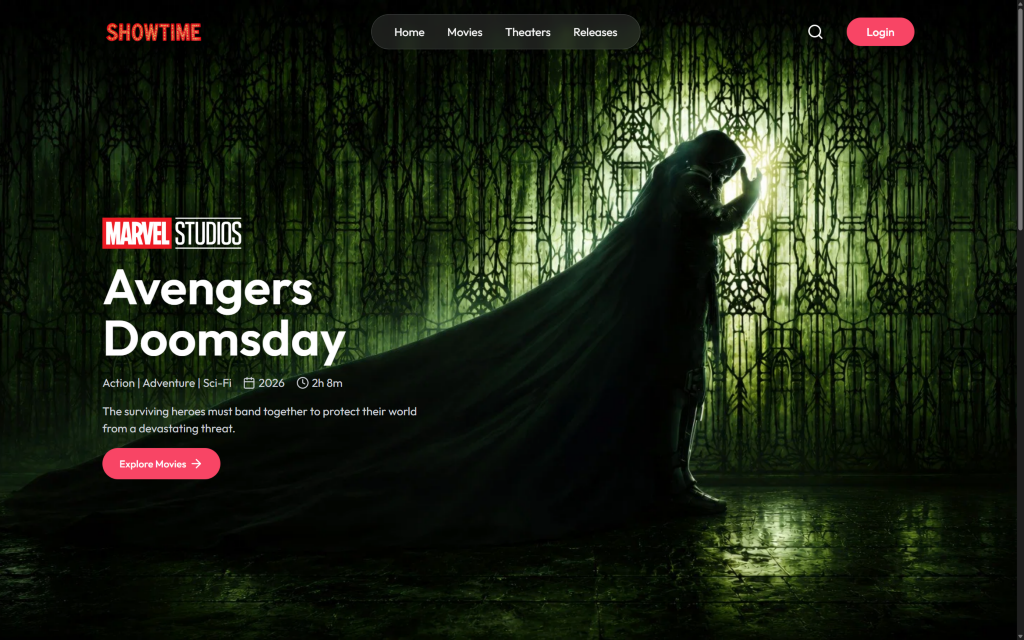 SHOWTIME
Home Movies Theaters Releases
Login
MARVEL STUDIOS
Avengers
Doomsday
Action | Adventure | Sci-Fi 2026 2h 8m
The surviving heroes must band together to protect their world
from a devastating threat.
Explore Movies →